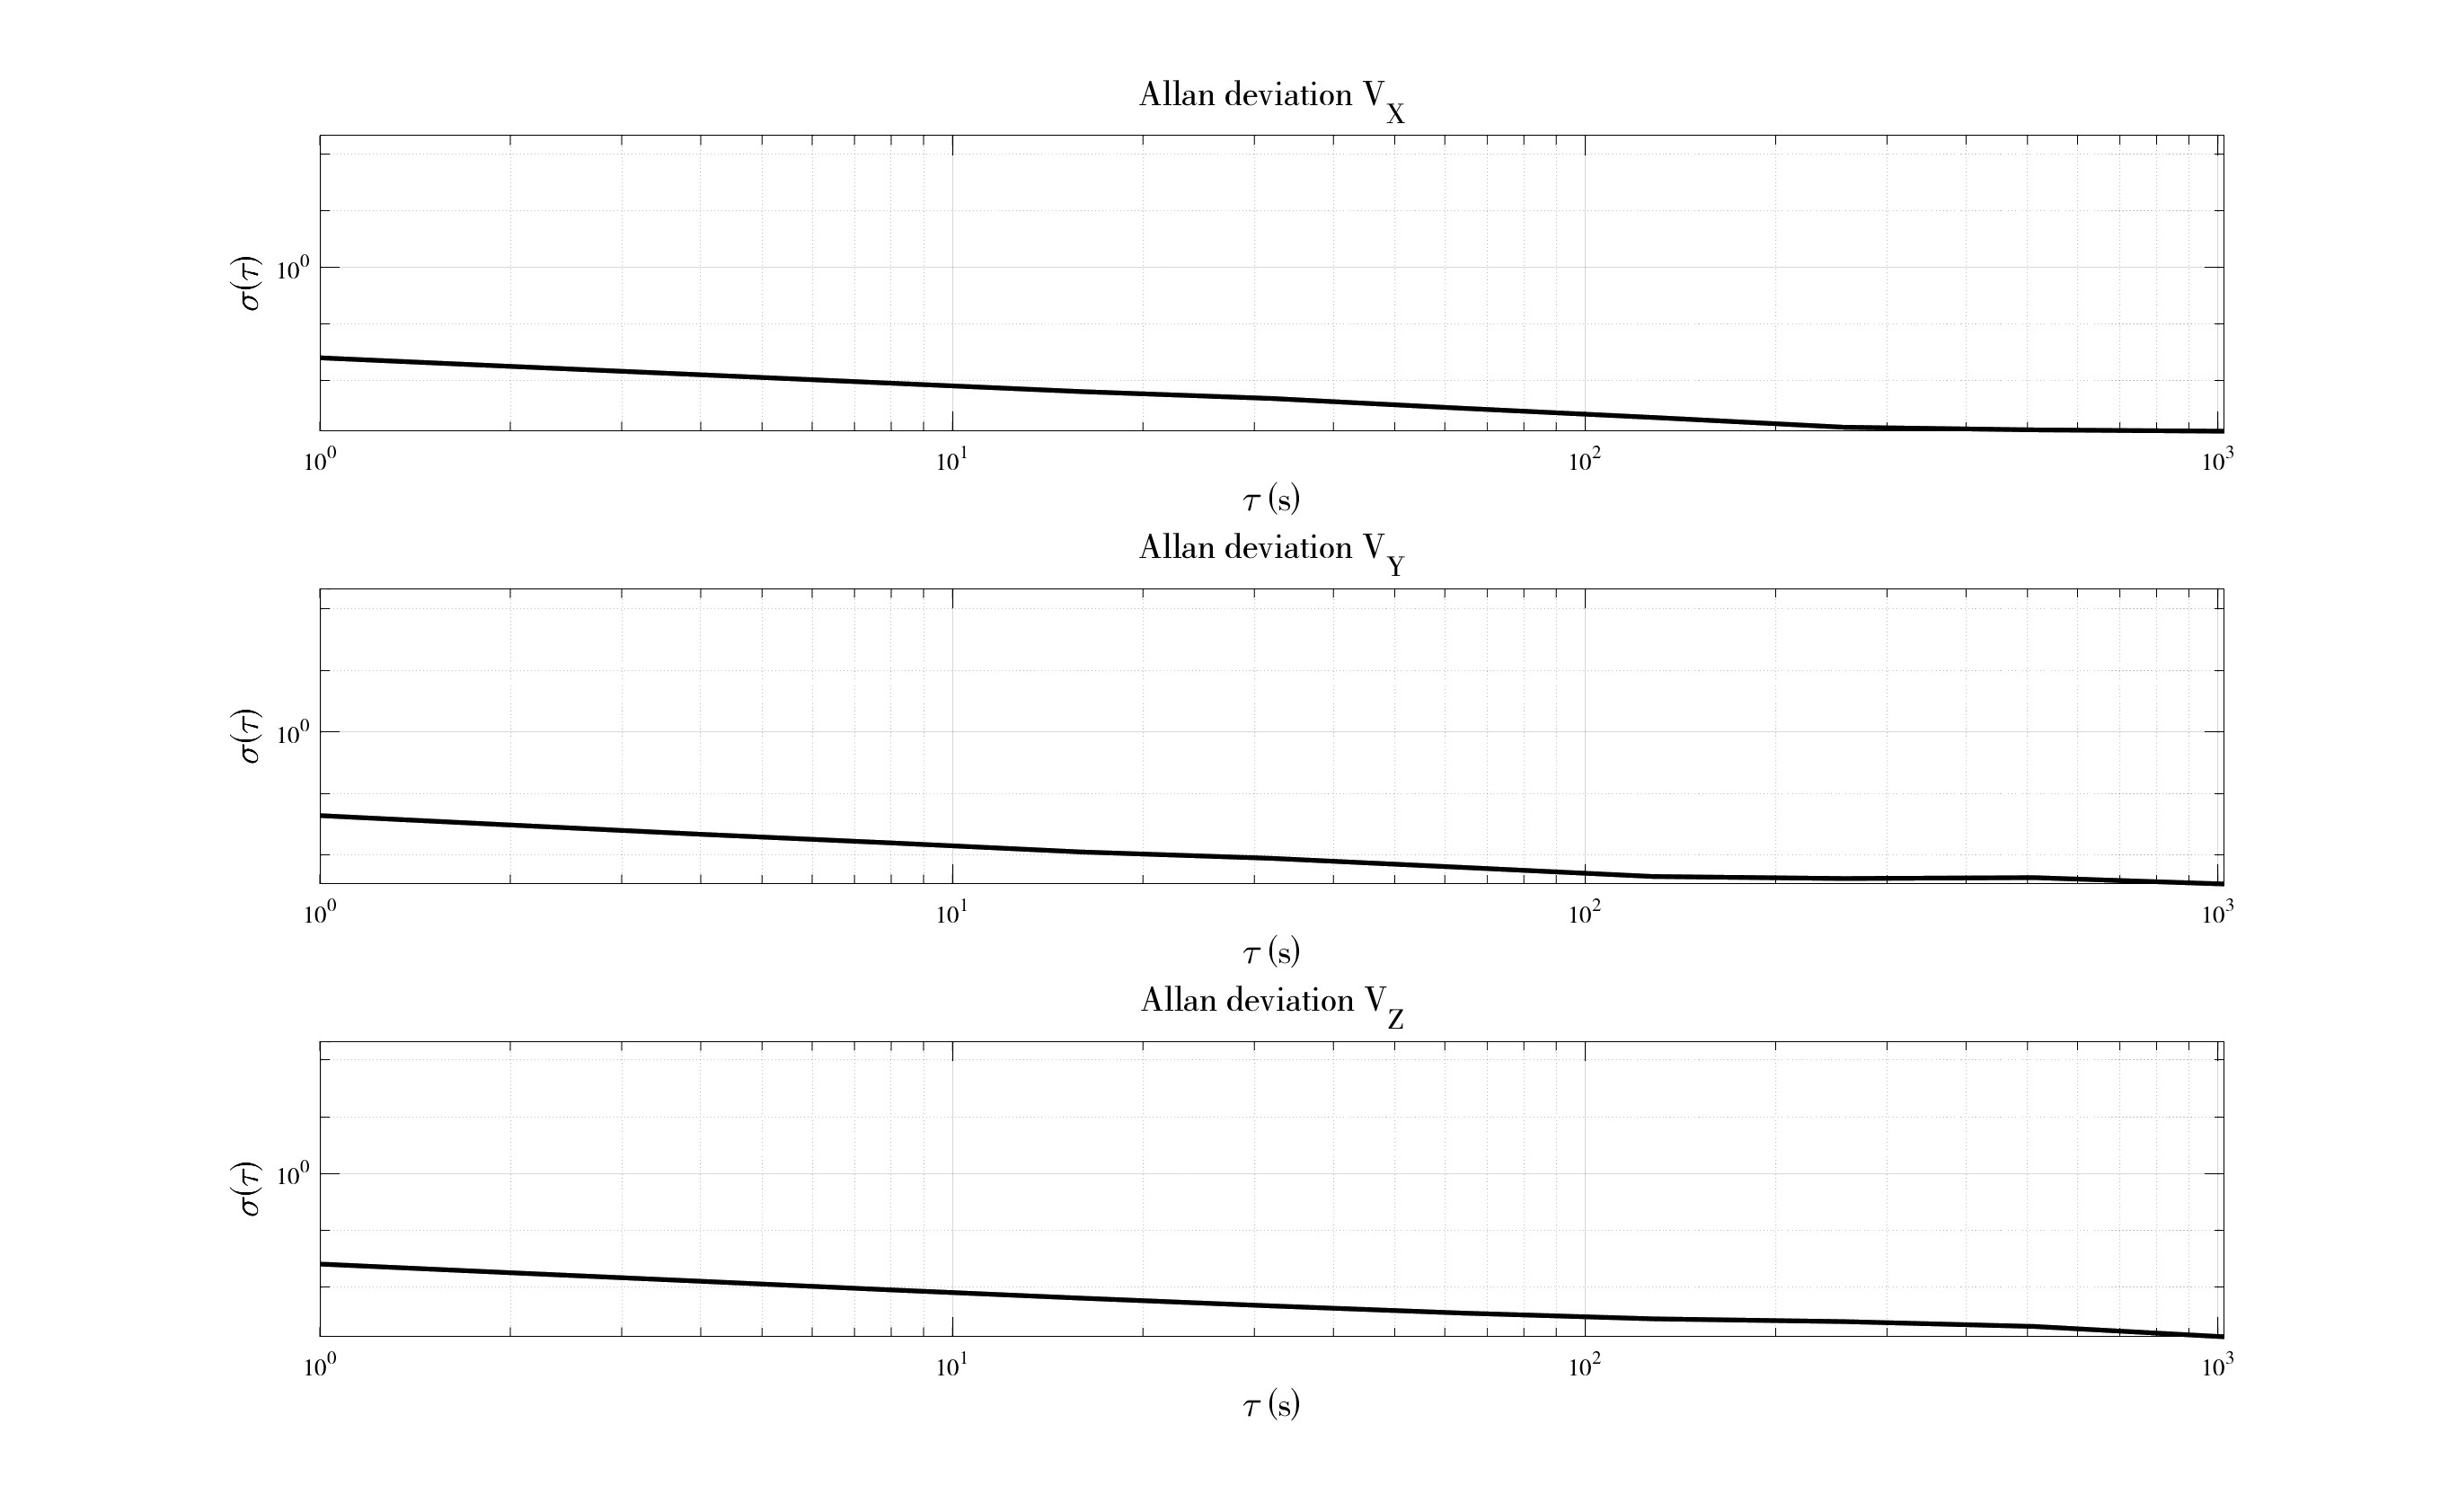 Allan deviation V_X
σ(τ)
10^0
10^0 10^1 10^2 10^3
τ (s)
Allan deviation V_Y
σ(τ)
10^0
10^0 10^1 10^2 10^3
τ (s)
Allan deviation V_Z
σ(τ)
10^0
10^0 10^1 10^2 10^3
τ (s)